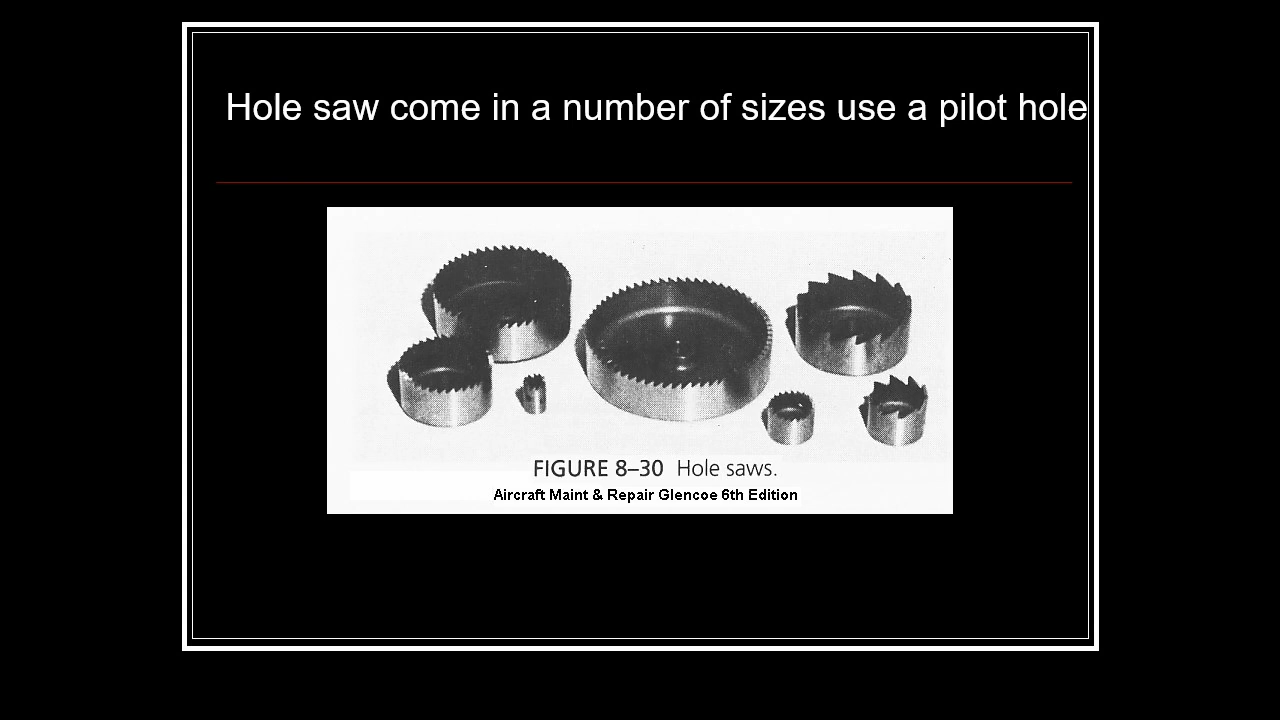 Hole saw come in a number of sizes use a pilot hole
FIGURE 8–30 Hole saws.
Aircraft Maint & Repair Glencoe 6th Edition